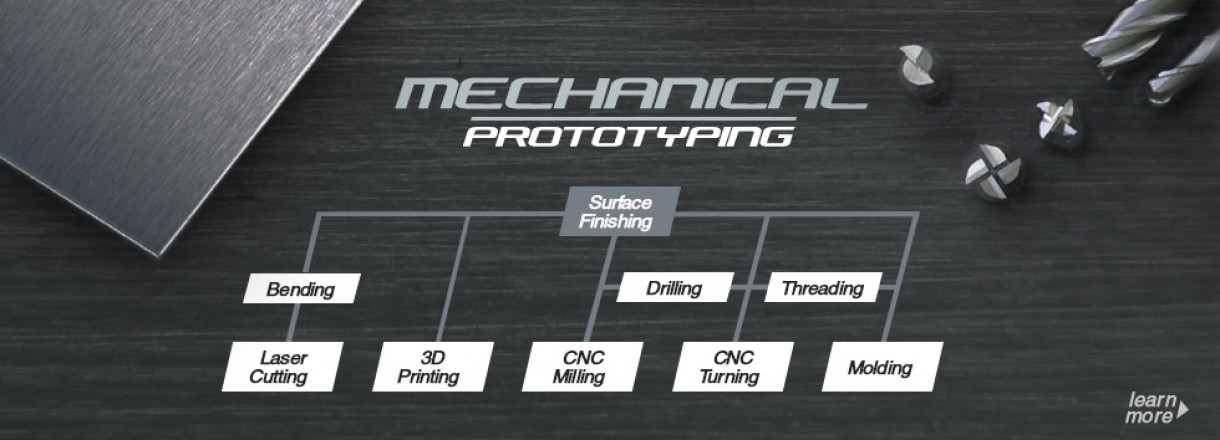 MECHANICAL
PROTOTYPING
Surface
Finishing
Bending
Drilling
Threading
Laser
Cutting
3D
Printing
CNC
Milling
CNC
Turning
Molding
learn
more